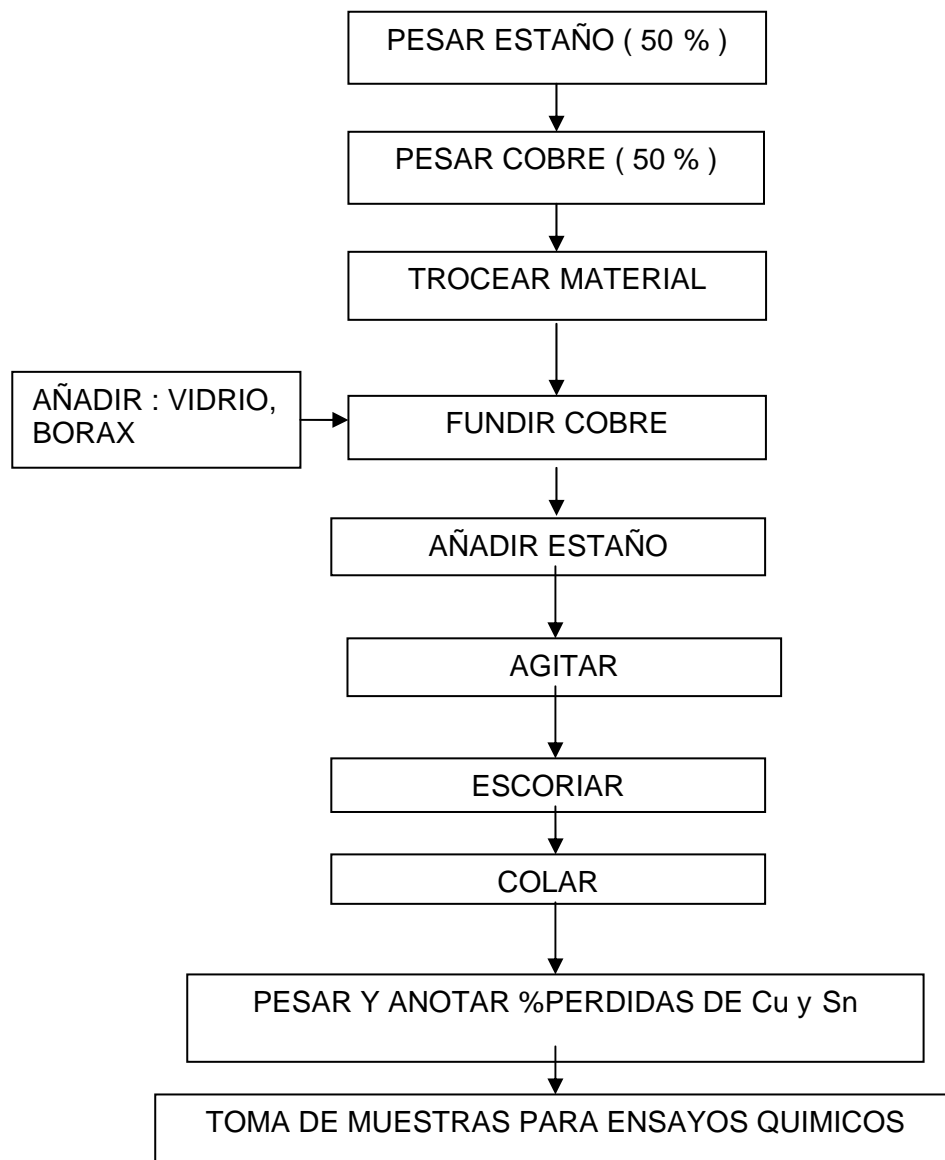 PESAR ESTAÑO ( 50 % )
PESAR COBRE ( 50 % )
TROCEAR MATERIAL
AÑADIR : VIDRIO,
BORAX
FUNDIR COBRE
AÑADIR ESTAÑO
AGITAR
ESCORIAR
COLAR
PESAR Y ANOTAR %PERDIDAS DE Cu y Sn
TOMA DE MUESTRAS PARA ENSAYOS QUIMICOS